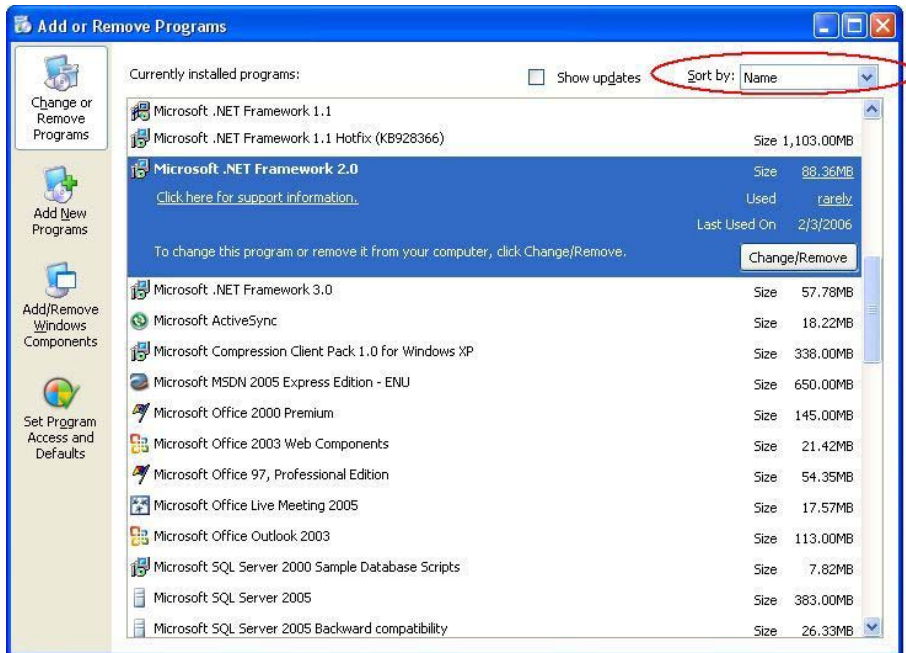 Add or Remove Programs
Change or
Remove
Programs
Add New
Programs
Add/Remove
Windows
Components
Set Program
Access and
Defaults
Currently installed programs:
Show updates
Sort by: Name
Microsoft .NET Framework 1.1
Microsoft .NET Framework 1.1 Hotfix (KB928366) Size 1,103.00MB
Microsoft .NET Framework 2.0 Size 88.36MB
Click here for support information. Used rarely
Last Used On 2/3/2006
To change this program or remove it from your computer, click Change/Remove. Change/Remove
Microsoft .NET Framework 3.0 Size 57.78MB
Microsoft ActiveSync Size 18.22MB
Microsoft Compression Client Pack 1.0 for Windows XP Size 338.00MB
Microsoft MSDN 2005 Express Edition - ENU Size 650.00MB
Microsoft Office 2000 Premium Size 145.00MB
Microsoft Office 2003 Web Components Size 21.42MB
Microsoft Office 97, Professional Edition Size 54.35MB
Microsoft Office Live Meeting 2005 Size 17.57MB
Microsoft Office Outlook 2003 Size 113.00MB
Microsoft SQL Server 2000 Sample Database Scripts Size 7.82MB
Microsoft SQL Server 2005 Size 383.00MB
Microsoft SQL Server 2005 Backward compatibility Size 26.33MB